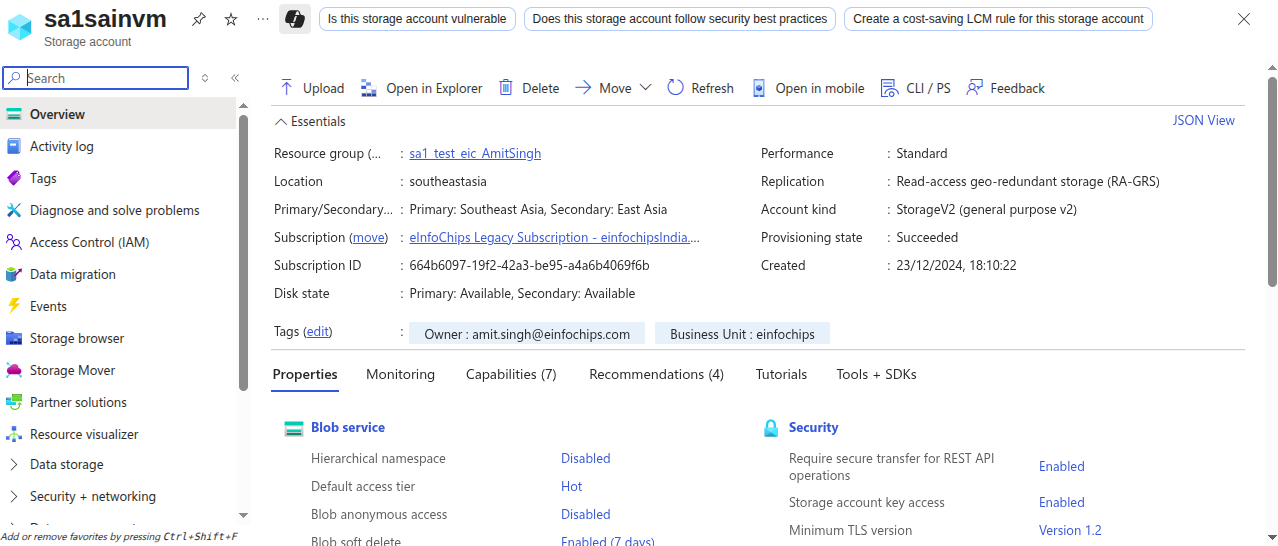 sa1sainvm
Storage account
Is this storage account vulnerable
Does this storage account follow security best practices
Create a cost-saving LCM rule for this storage account
Search
Overview
Activity log
Tags
Diagnose and solve problems
Access Control (IAM)
Data migration
Events
Storage browser
Storage Mover
Partner solutions
Resource visualizer
Data storage
Security + networking
Add or remove favorites by pressing Ctrl+Shift+F
Upload
Open in Explorer
Delete
Move
Refresh
Open in mobile
CLI / PS
Feedback
Essentials
JSON View
Resource group (... : sa1_test_eic_AmitSingh
Location : southeastasia
Primary/Secondary... : Primary: Southeast Asia, Secondary: East Asia
Subscription (move) : eInfoChips Legacy Subscription - einfochipsIndia....
Subscription ID : 664b6097-19f2-42a3-be95-a4a6b4069f6b
Disk state : Primary: Available, Secondary: Available
Performance : Standard
Replication : Read-access geo-redundant storage (RA-GRS)
Account kind : StorageV2 (general purpose v2)
Provisioning state : Succeeded
Created : 23/12/2024, 18:10:22
Tags (edit) : Owner : amit.singh@einfochips.com Business Unit : einfochips
Properties
Monitoring
Capabilities (7)
Recommendations (4)
Tutorials
Tools + SDKs
Blob service
Hierarchical namespace Disabled
Default access tier Hot
Blob anonymous access Disabled
Blob soft delete Enabled (7 days)
Security
Require secure transfer for REST API
operations Enabled
Storage account key access Enabled
Minimum TLS version Version 1.2